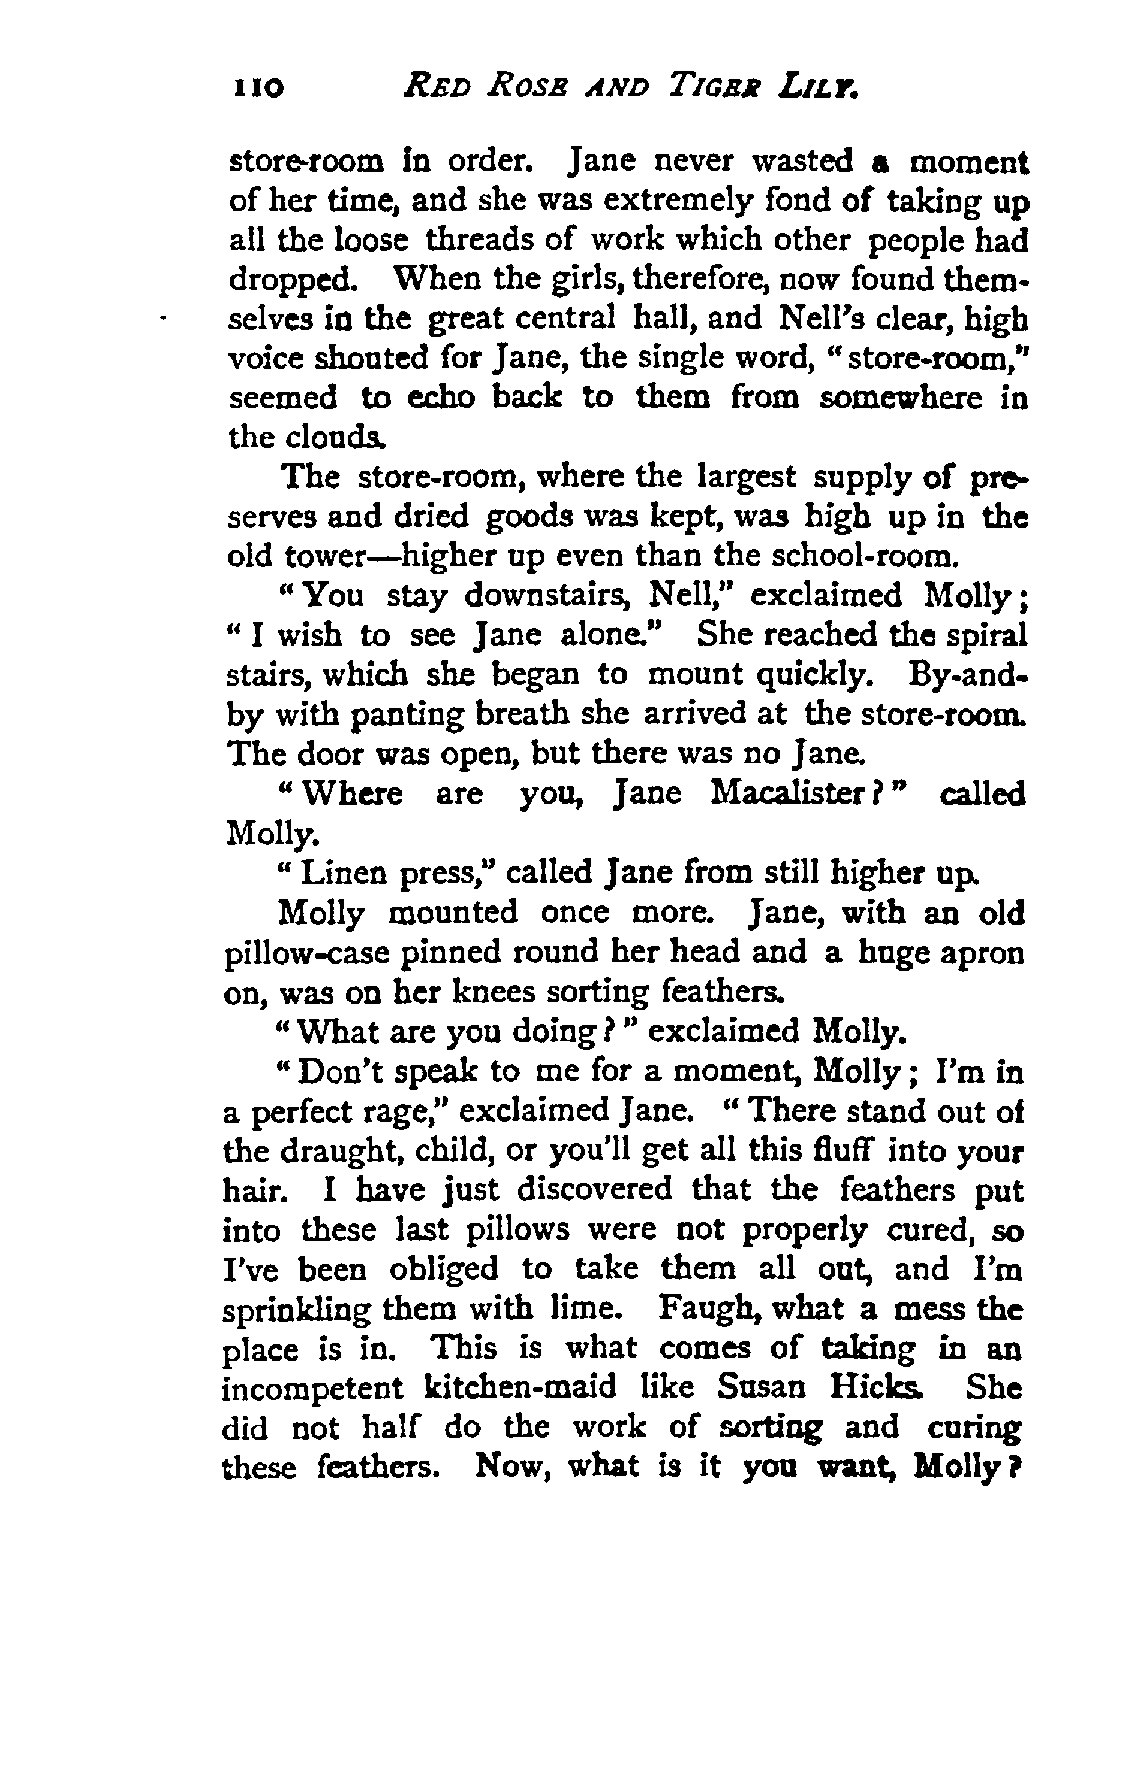 110 RED ROSE AND TIGER LILY.
store-room in order. Jane never wasted a moment
of her time, and she was extremely fond of taking up
all the loose threads of work which other people had
dropped. When the girls, therefore, now found them-
selves in the great central hall, and Nell's clear, high
voice shouted for Jane, the single word, "store-room,"
seemed to echo back to them from somewhere in
the clouds.
The store-room, where the largest supply of pre-
serves and dried goods was kept, was high up in the
old tower—higher up even than the school-room.
"You stay downstairs, Nell," exclaimed Molly;
"I wish to see Jane alone." She reached the spiral
stairs, which she began to mount quickly. By-and-
by with panting breath she arrived at the store-room.
The door was open, but there was no Jane.
"Where are you, Jane Macalister?" called
Molly.
"Linen press," called Jane from still higher up.
Molly mounted once more. Jane, with an old
pillow-case pinned round her head and a huge apron
on, was on her knees sorting feathers.
"What are you doing?" exclaimed Molly.
"Don't speak to me for a moment, Molly; I'm in
a perfect rage," exclaimed Jane. "There stand out of
the draught, child, or you'll get all this fluff into your
hair. I have just discovered that the feathers put
into these last pillows were not properly cured, so
I've been obliged to take them all out, and I'm
sprinkling them with lime. Faugh, what a mess the
place is in. This is what comes of taking in an
incompetent kitchen-maid like Susan Hicks. She
did not half do the work of sorting and curing
these feathers. Now, what is it you want, Molly?